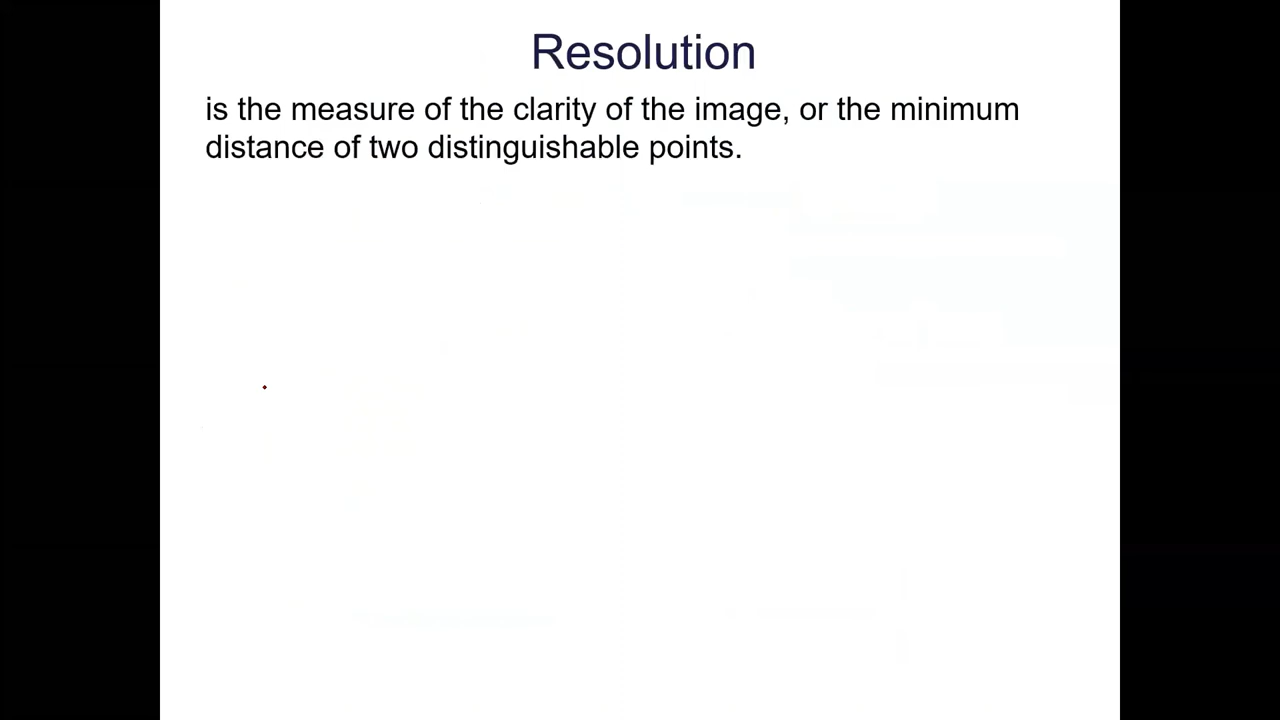 Resolution
is the measure of the clarity of the image, or the minimum
distance of two distinguishable points.